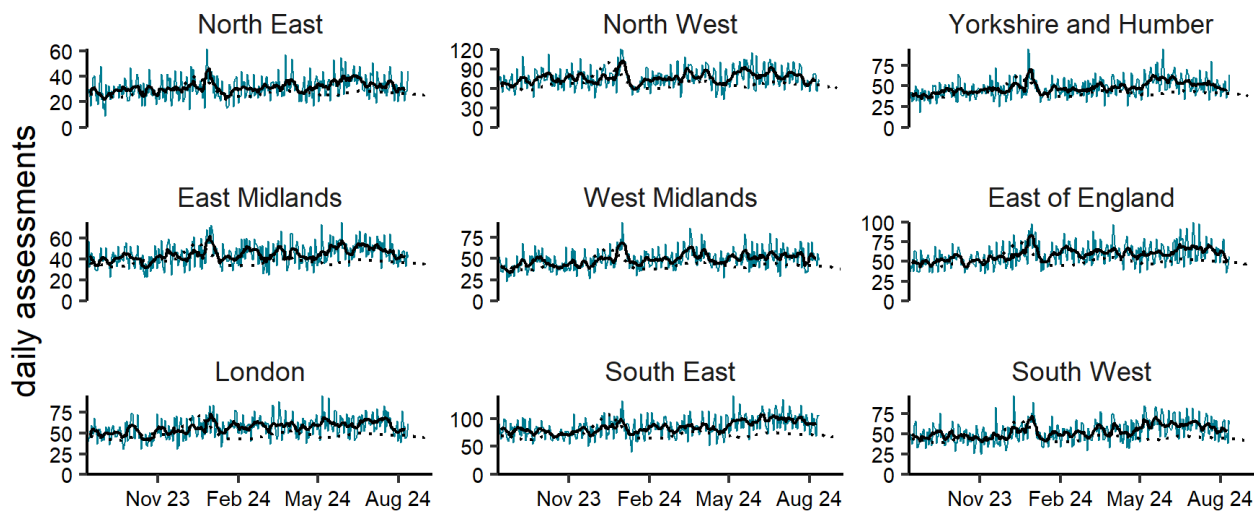 daily assessments
North East
60
40
20
0
North West
120
90
60
30
0
Yorkshire and Humber
75
50
25
0
East Midlands
60
40
20
0
West Midlands
75
50
25
0
East of England
100
75
50
25
0
London
75
50
25
0
Nov 23 Feb 24 May 24 Aug 24
South East
100
50
0
Nov 23 Feb 24 May 24 Aug 24
South West
75
50
25
0
Nov 23 Feb 24 May 24 Aug 24